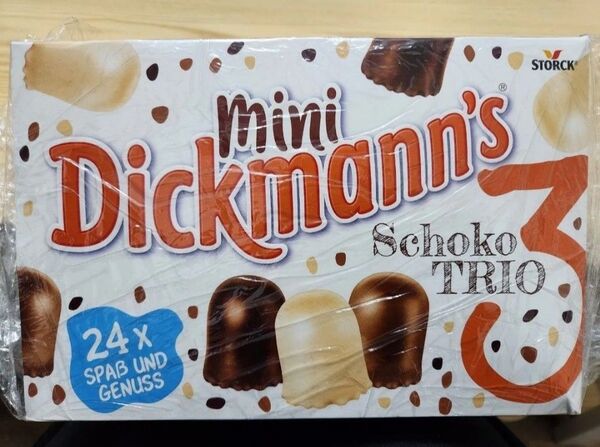 STORCK®
mini
Dickmann's®
Schoko
TRIO
3
24 x
SPAß UND
GENUSS